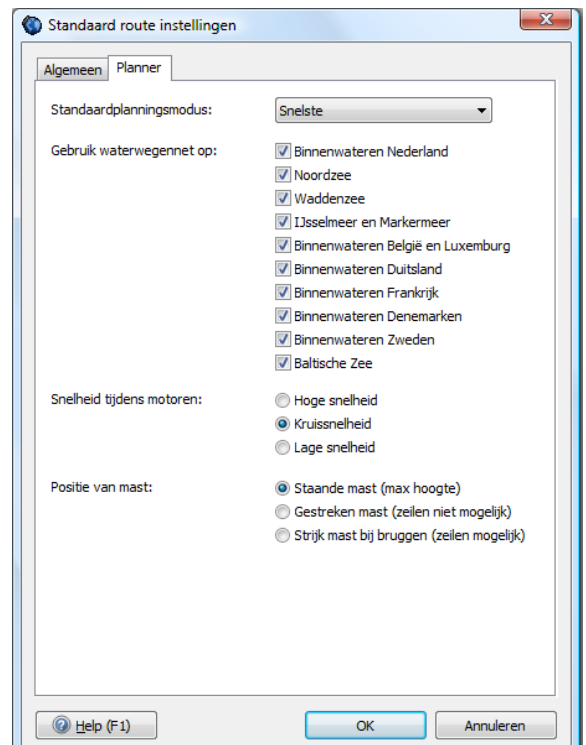 Standaard route instellingen
Algemeen
Planner
Standaardplanningsmodus:
Snelste
Gebruik waterwegennet op:
Binnenwateren Nederland
Noordzee
Waddenzee
IJsselmeer en Markermeer
Binnenwateren België en Luxemburg
Binnenwateren Duitsland
Binnenwateren Frankrijk
Binnenwateren Denemarken
Binnenwateren Zweden
Baltische Zee
Snelheid tijdens motoren:
Hoge snelheid
Kruissnelheid
Lage snelheid
Positie van mast:
Staande mast (max hoogte)
Gestreken mast (zeilen niet mogelijk)
Strijk mast bij bruggen (zeilen mogelijk)
Help (F1)
OK
Annuleren